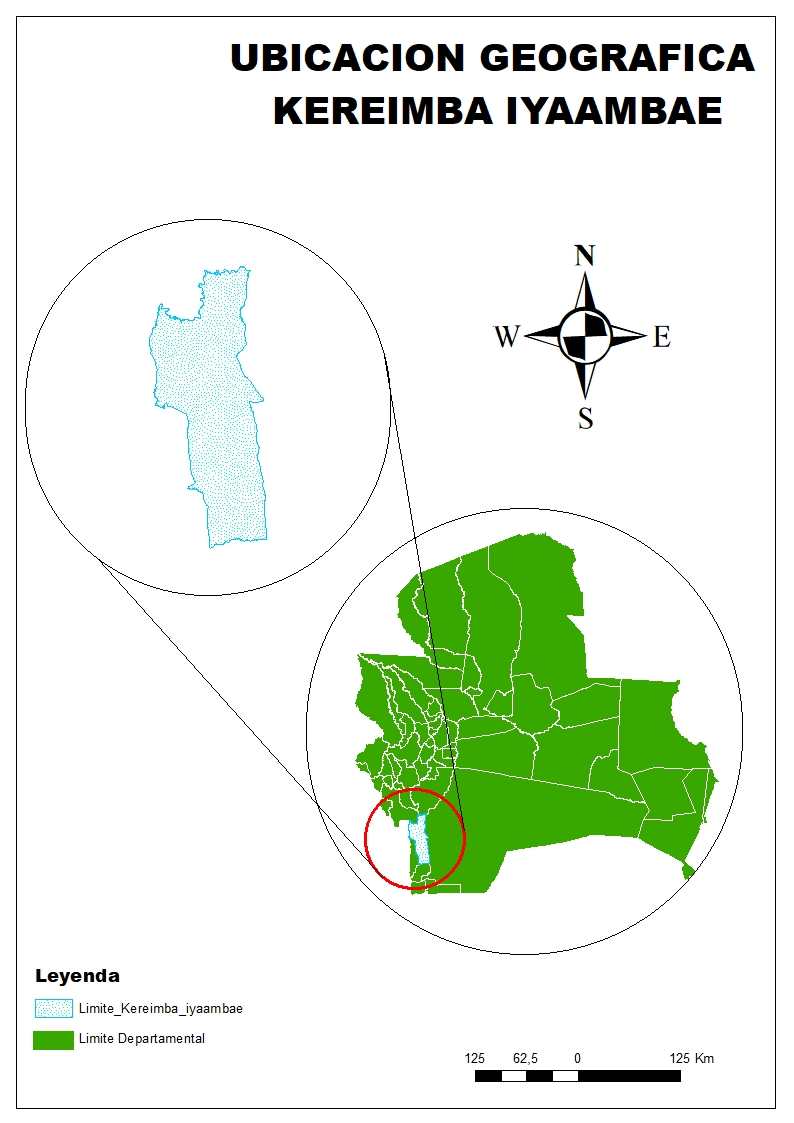 UBICACION GEOGRAFICA
KEREIMBA IYAAMBAE
N
W E
S
Leyenda
Limite_Kereimba_iyaambae
Limite Departamental
125 62,5 0 125 Km